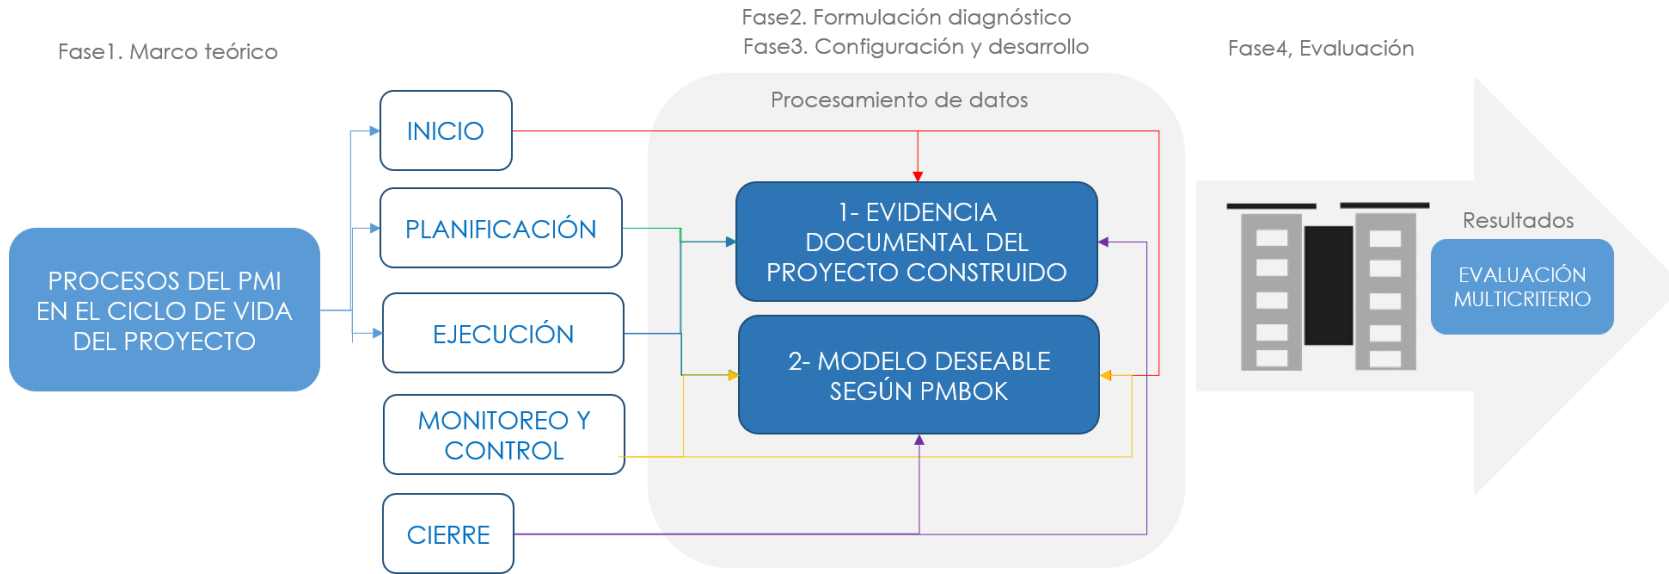 Fase1. Marco teórico
Fase2. Formulación diagnóstico
Fase3. Configuración y desarrollo
Fase4, Evaluación
PROCESOS DEL PMI
EN EL CICLO DE VIDA
DEL PROYECTO
INICIO
PLANIFICACIÓN
EJECUCIÓN
MONITOREO Y
CONTROL
CIERRE
Procesamiento de datos
1- EVIDENCIA
DOCUMENTAL DEL
PROYECTO CONSTRUIDO
2- MODELO DESEABLE
SEGÚN PMBOK
Resultados
EVALUACIÓN
MULTICRITERIO